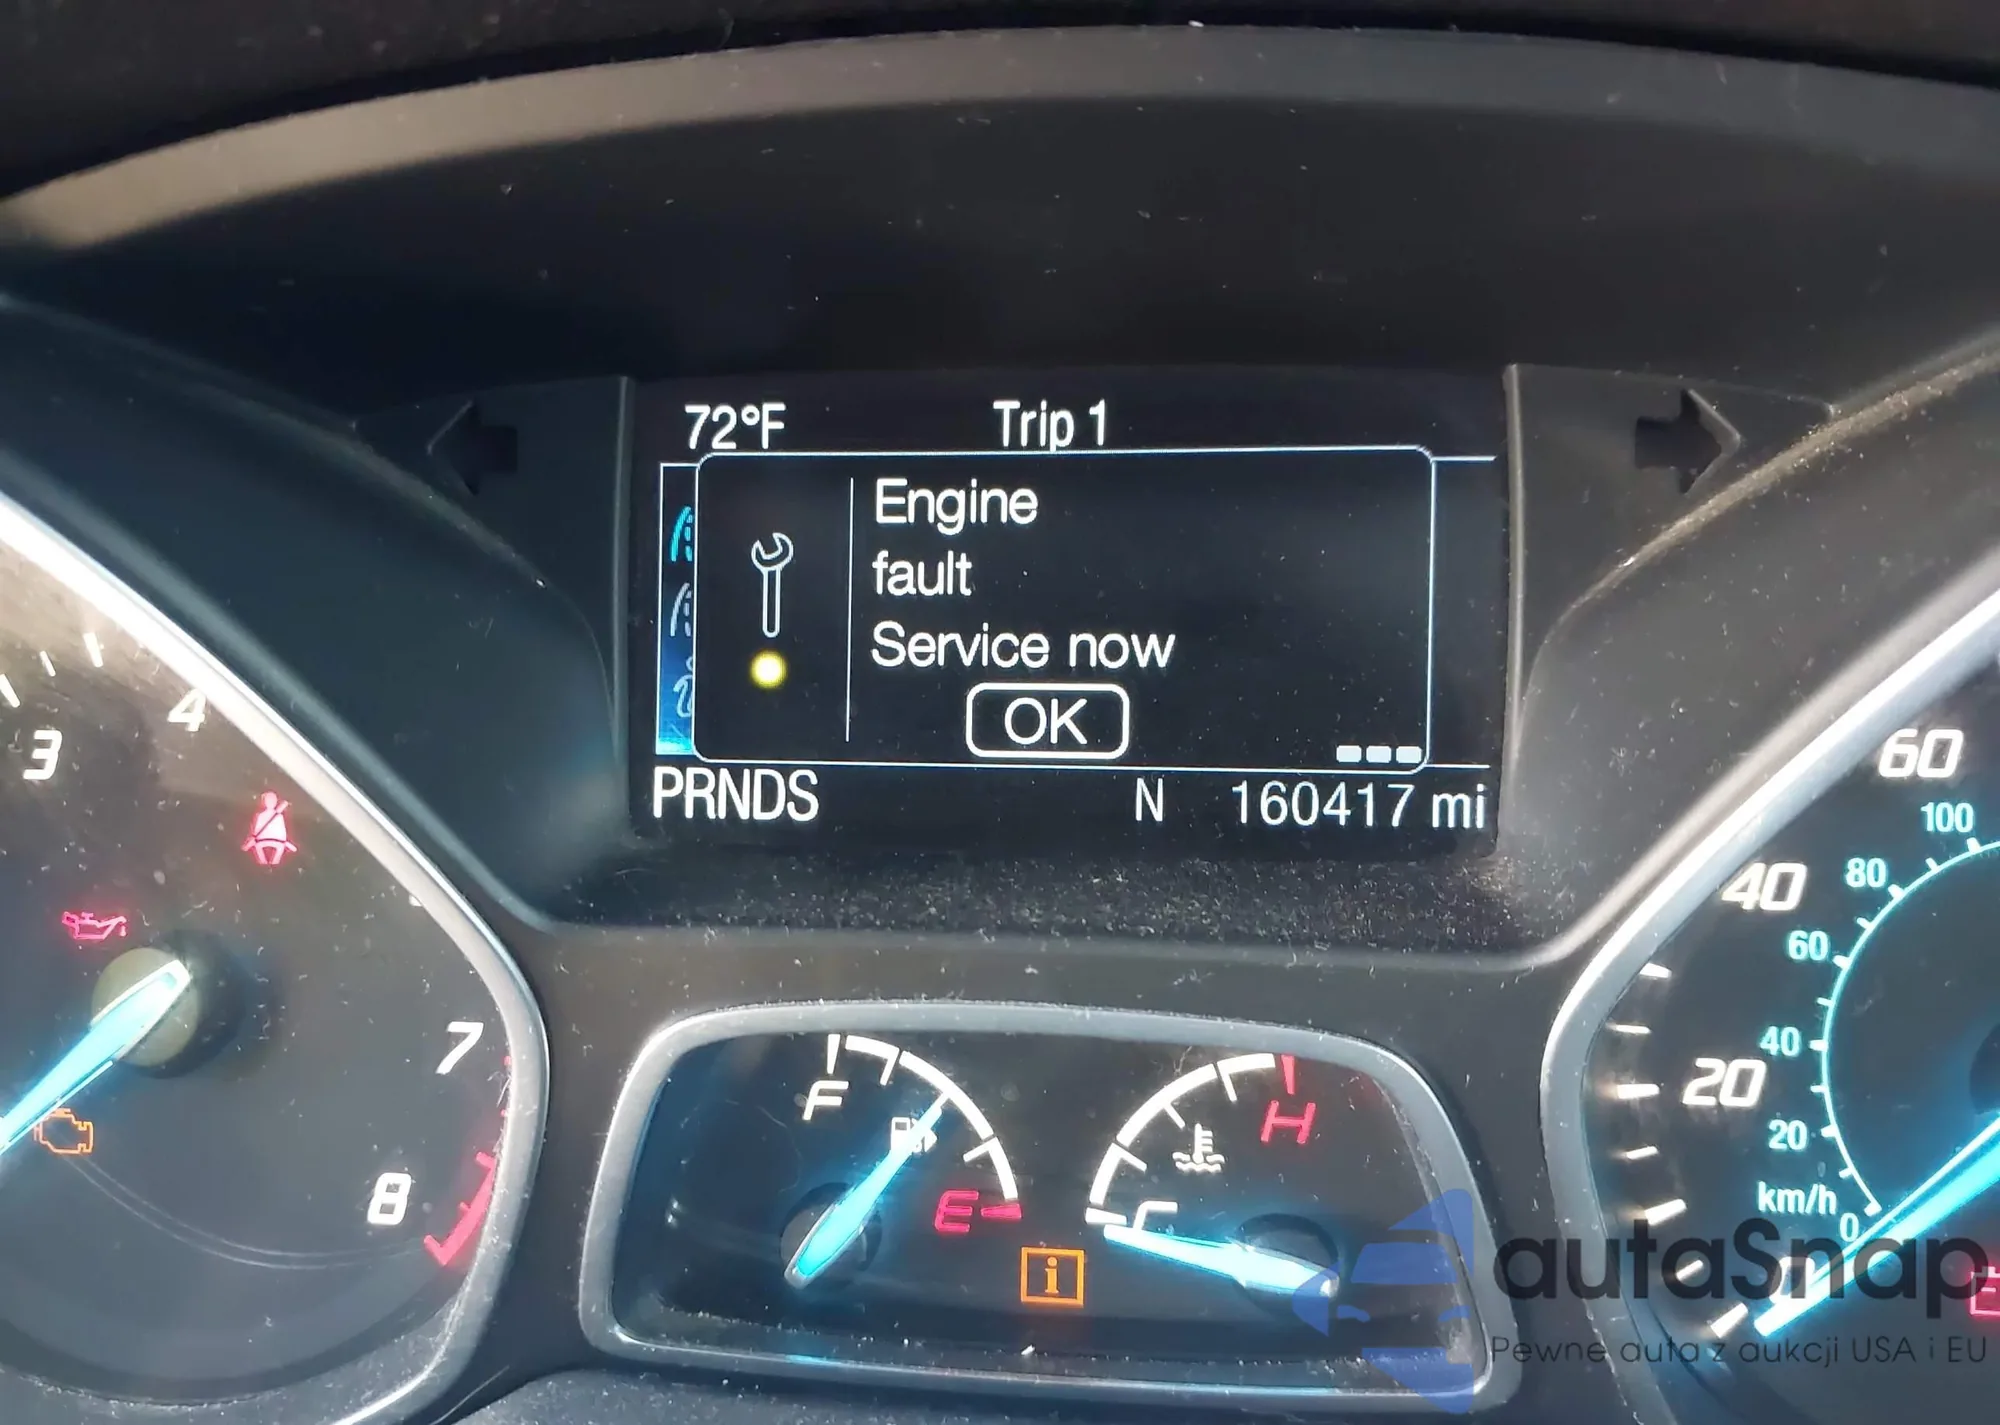 72°F Trip 1
Engine
fault
Service now
OK
PRNDS N 160417 mi
3
4
7
8
F
E
H
C
60
100
40
80
60
20
40
20
km/h
0
autaSnap
Pewne auta z aukcji USA i EU